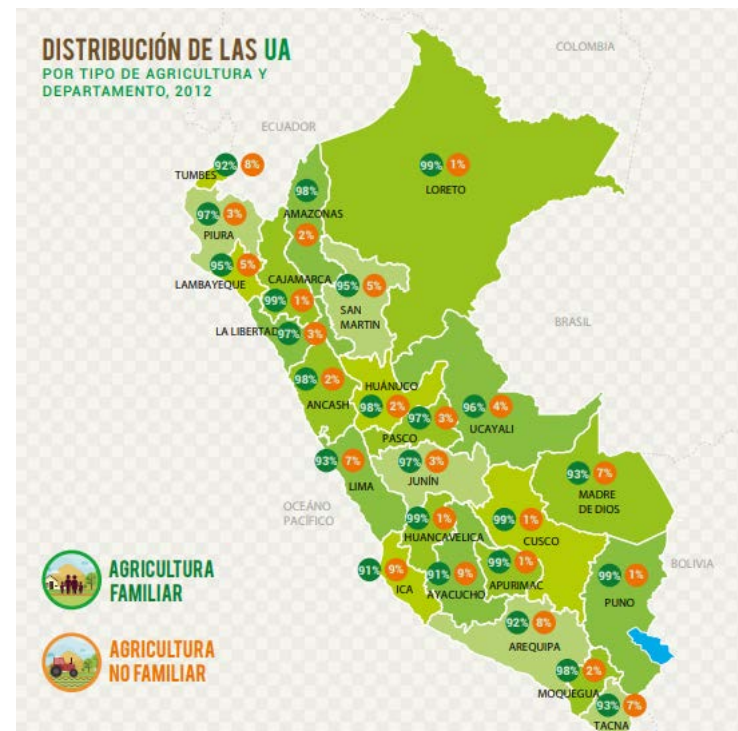 DISTRIBUCIÓN DE LAS UA
POR TIPO DE AGRICULTURA Y
DEPARTAMENTO, 2012
COLOMBIA
ECUADOR
92% 8%
TUMBES
99% 1%
LORETO
98%
AMAZONAS
2%
97% 3%
PIURA
95% 5%
LAMBAYEQUE
CAJAMARCA
99% 1%
95% 5%
SAN
MARTIN
BRASIL
LA LIBERTAD 97% 3%
98% 2%
ANCASH
HUÁNUCO
98% 2%
97% 3%
PASCO
96% 4%
UCAYALI
93% 7%
LIMA
97% 3%
JUNÍN
93% 7%
MADRE
DE DIOS
OCEÁNO
PACÍFICO
99% 1%
HUANCAVELICA
99% 1%
CUSCO
BOLIVIA
91% 9%
ICA
91% 9%
AYACUCHO
99% 1%
APURIMAC
99% 1%
PUNO
92% 8%
AREQUIPA
98% 2%
MOQUEGUA
93% 7%
TACNA
AGRICULTURA
FAMILIAR
AGRICULTURA
NO FAMILIAR